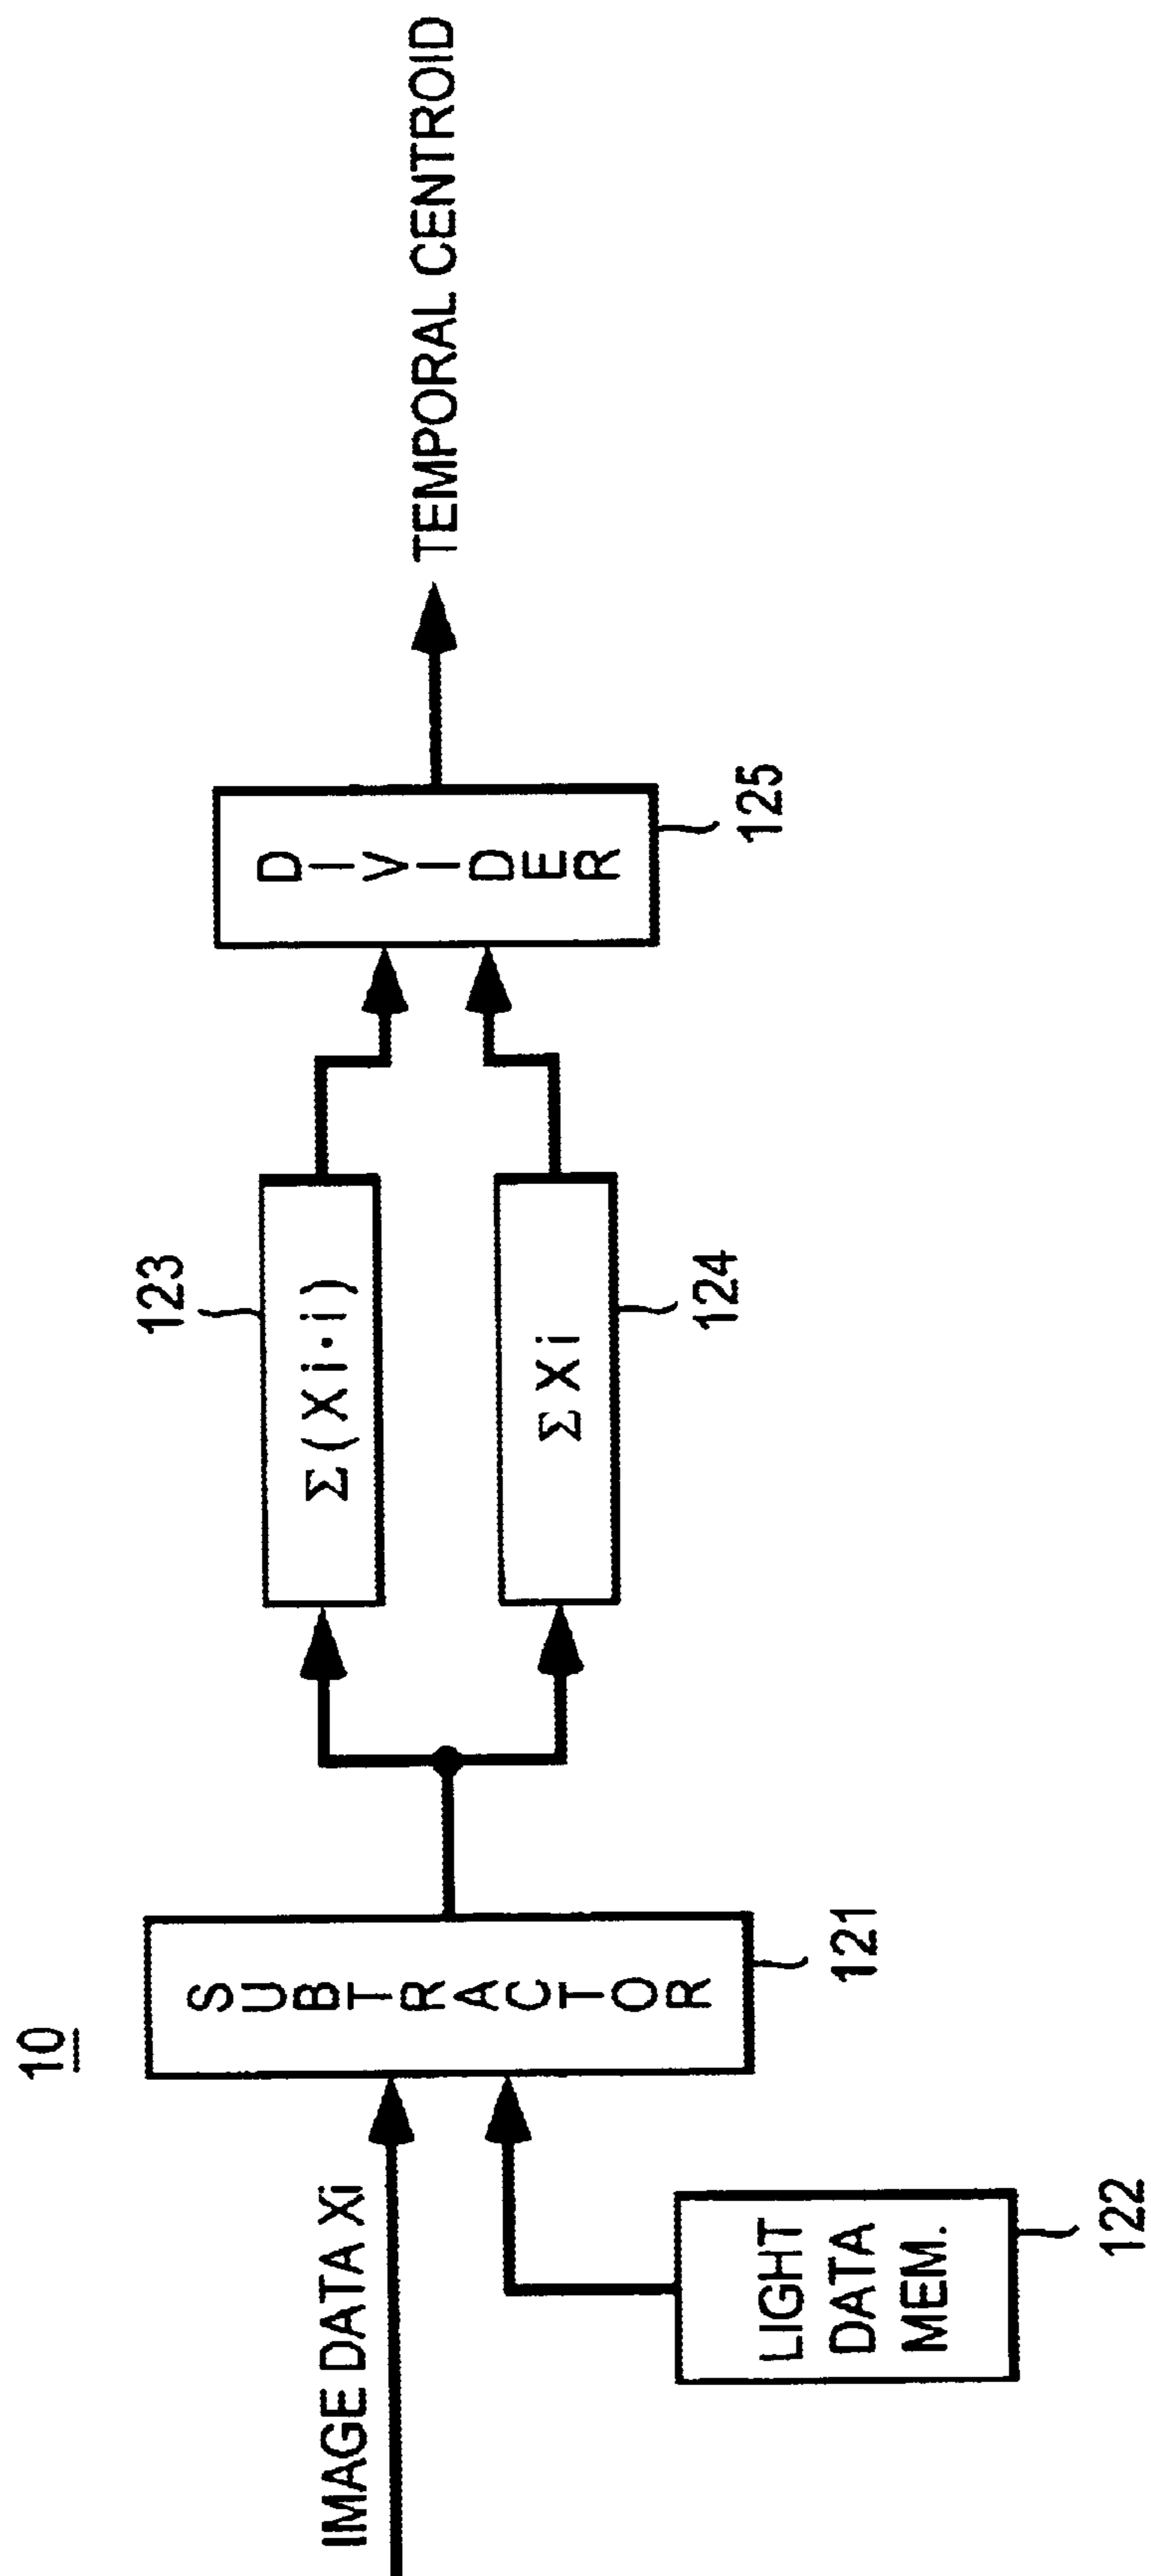 10
IMAGE DATA Xi
LIGHT
DATA
MEM.
122
SUBTRACTOR
121
Σ(Xi·i)
123
ΣXi
124
DIVIDER
125
TEMPORAL CENTROID